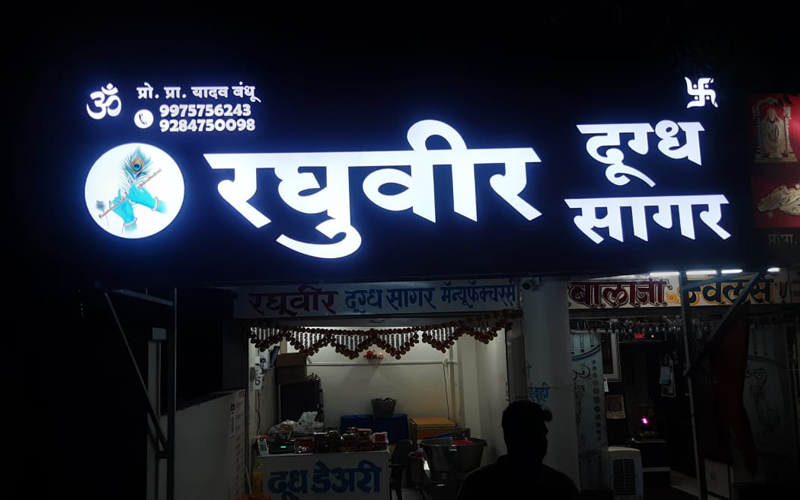 ॐ
प्रो. प्रा. यादव बंधू
9975756243
9284750098
रघुवीर दूग्ध
सागर
रघूवीर दूग्ध सागर मॅन्यूफॅक्चरर्स
बालाजी ज्वेलर्स
दूध डेअरी